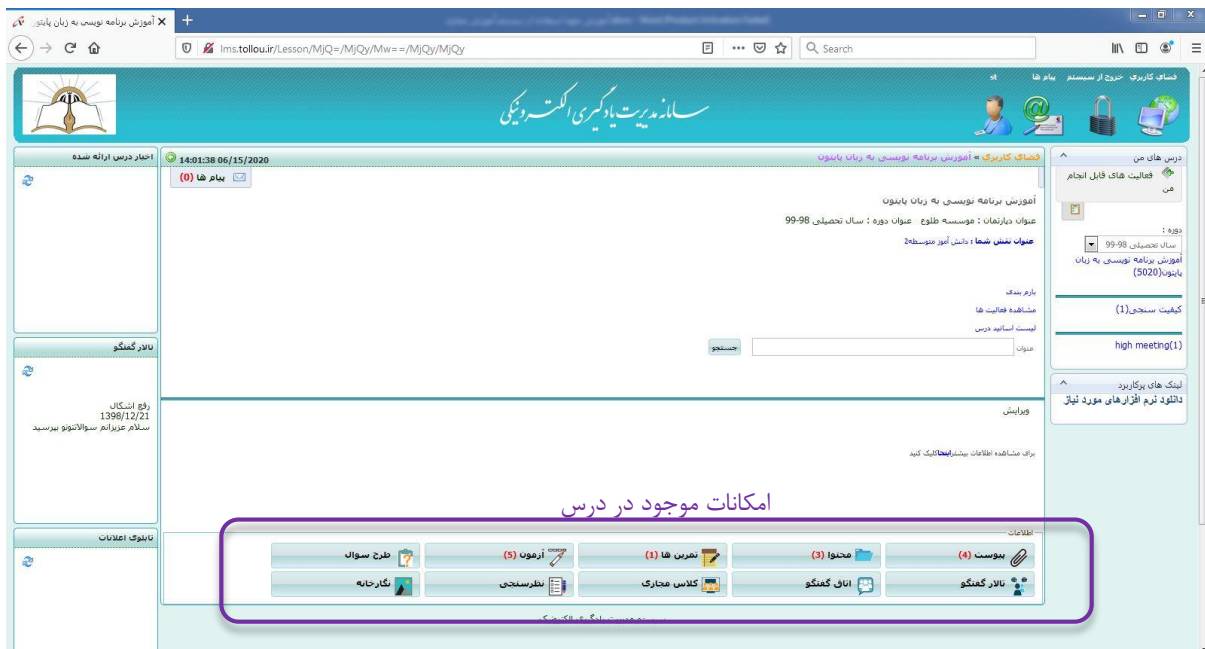 آموزش برنامه نویسی به زبان پایتو
lms.tollou.ir/Lesson/MjQ=/MjQy/Mw==/MjQy/MjQy
Search
فضای کاربری خروج از سیستم پیام ها st
سامانه مدیریت یادگیری الکترونیکی
درس های من
فعالیت های قابل انجام
من
دوره :
سال تحصیلی 98-99
آموزش برنامه نویسی به زبان
پایتون(5020)
کیفیت سنجی(1)
high meeting(1)
لینک های پرکاربرد
دانلود نرم افزارهای مورد نیاز
فضای کاربری » آموزش برنامه نویسی به زبان پایتون
14:01:38 06/15/2020
پیام ها (0)
آموزش برنامه نویسی به زبان پایتون
عنوان دپارتمان : موسسه طلوع عنوان دوره : سال تحصیلی 98-99
عنوان نقش شما : دانش آموز متوسطه2
بارم بندی
مشاهده فعالیت ها
لیست اساتید درس
عنوان
جستجو
ویرایش
برای مشاهده اطلاعات بیشتراینجاکلیک کنید
امکانات موجود در درس
اطلاعات
پیوست (4) محتوا (3) تمرین ها (1) آزمون (5) طرح سوال
تالار گفتگو اتاق گفتگو کلاس مجازی نظرسنجی نگارخانه
اخبار درس ارائه شده
تالار گفتگو
رفع اشکال
1398/12/21
سلام عزیزانم سوالاتتونو بپرسید
تابلوی اعلانات